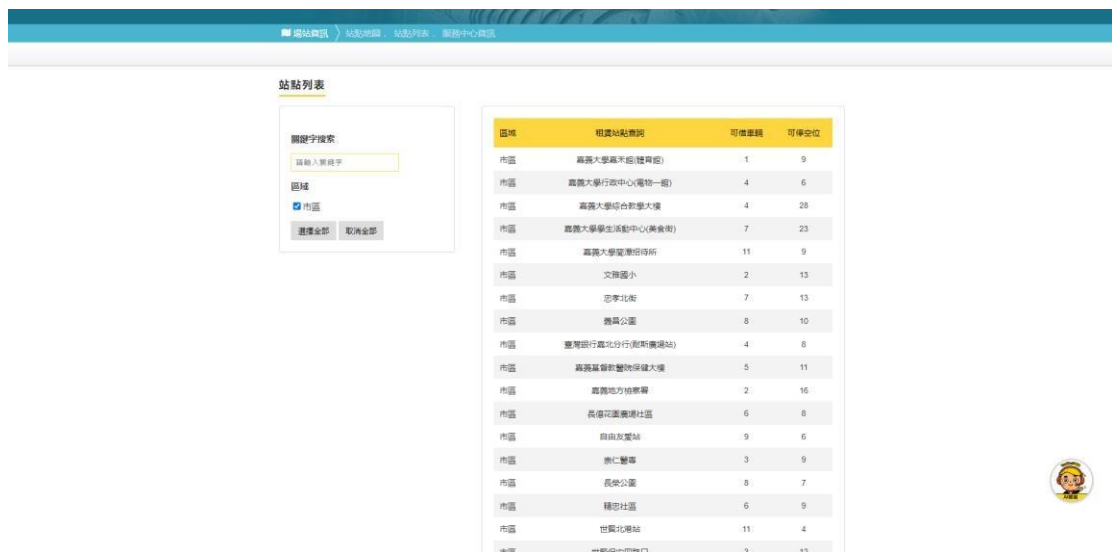 場站資訊 〉 站點地圖 . 站點列表 . 服務中心資訊
站點列表
關鍵字搜索
請輸入關鍵字
區域
市區
選擇全部 取消全部
區域 租賃站點查詢 可借車輛 可停空位
市區 嘉義大學嘉禾館(體育館) 1 9
市區 嘉義大學行政中心(電物一館) 4 6
市區 嘉義大學綜合教學大樓 4 28
市區 嘉義大學學生活動中心(美食街) 7 23
市區 嘉義大學蘭潭招待所 11 9
市區 文雅國小 2 13
市區 忠孝北街 7 13
市區 義昌公園 8 10
市區 臺灣銀行嘉北分行(耐斯廣場站) 4 8
市區 嘉義基督教醫院保健大樓 5 11
市區 嘉義地方檢察署 2 16
市區 長億花園廣場社區 6 8
市區 自由友愛站 9 6
市區 崇仁醫專 3 9
市區 長榮公園 8 7
市區 精忠社區 6 9
市區 世賢北港站 11 4